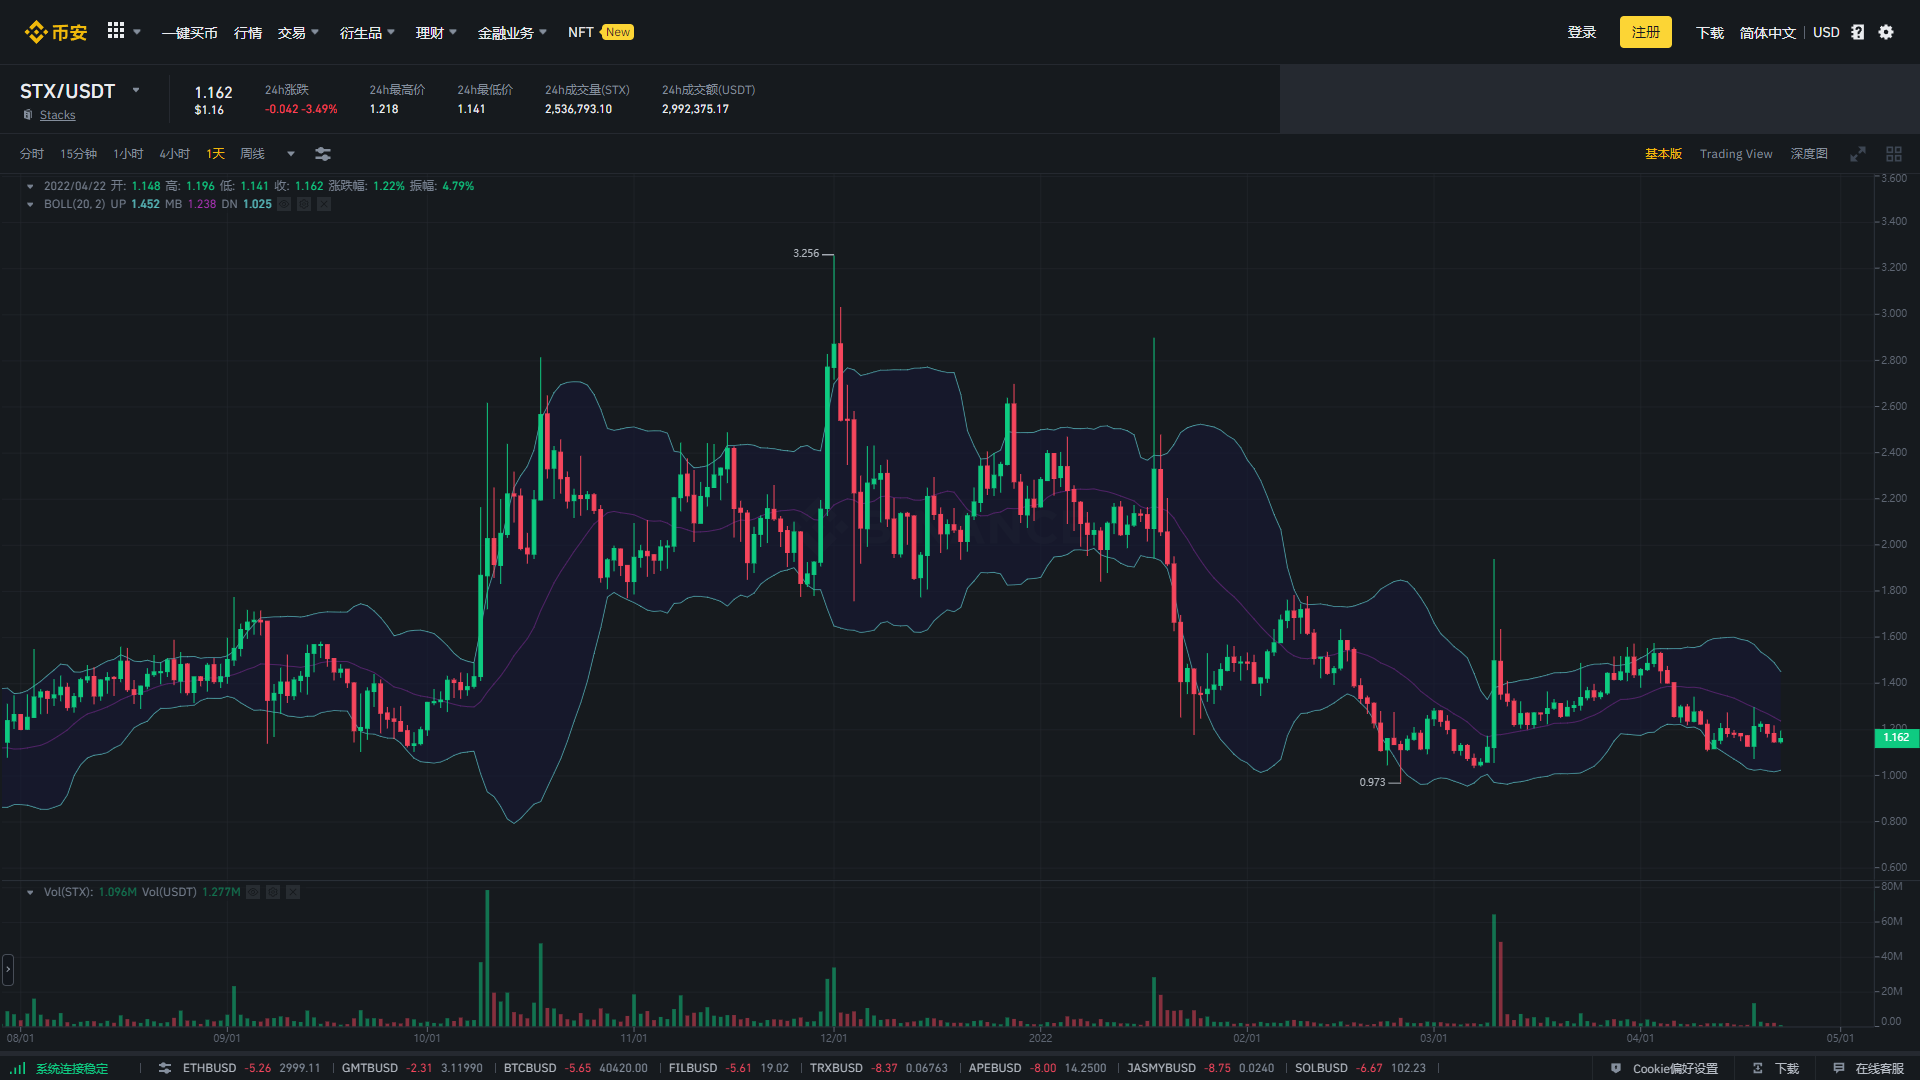 币安 一键买币 行情 交易 衍生品 理财 金融业务 NFT New 登录 注册 下载 简体中文 USD
STX/USDT
Stacks
1.162
$1.16
24h涨跌
-0.042 -3.49%
24h最高价
1.218
24h最低价
1.141
24h成交量(STX)
2,536,793.10
24h成交额(USDT)
2,992,375.17
分时 15分钟 1小时 4小时 1天 周线 基本版 Trading View 深度图
2022/04/22 开: 1.148 高: 1.196 低: 1.141 收: 1.162 涨跌幅: 1.22% 振幅: 4.79%
BOLL(20, 2) UP 1.452 MB 1.238 DN 1.025
3.600
3.400
3.256
3.200
3.000
2.800
2.600
2.400
2.200
2.000
1.800
1.600
1.400
1.200
1.162
1.000
0.973
0.800
0.600
Vol(STX): 1.096M Vol(USDT) 1.277M
80M
60M
40M
20M
0.00
08/01 09/01 10/01 11/01 12/01 2022 02/01 03/01 04/01 05/01
系统连接稳定 ETHBUSD -5.26 2999.11 GMTBUSD -2.31 3.11990 BTCBUSD -5.65 40420.00 FILBUSD -5.61 19.02 TRXBUSD -8.37 0.06763 APEBUSD -8.00 14.2500 JASMYBUSD -8.75 0.0240 SOLBUSD -6.67 102.23 Cookie偏好设置 下载 在线客服